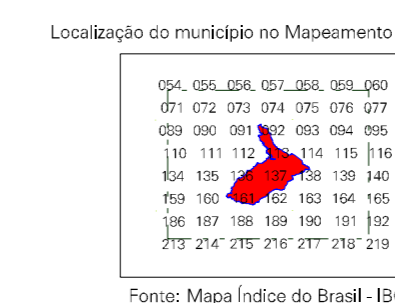 Localização do município no Mapeamento
054 055 056 057 058 059 060
071 072 073 074 075 076 077
089 090 091 092 093 094 095
110 111 112 113 114 115 116
134 135 136 137 138 139 140
159 160 161 162 163 164 165
186 187 188 189 190 191 192
213 214 215 216 217 218 219
Fonte: Mapa Índice do Brasil - IBG